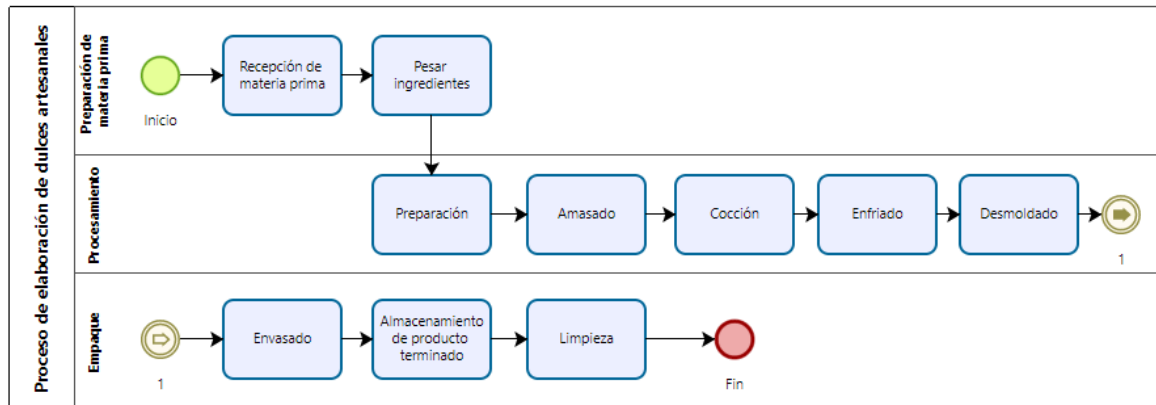 Proceso de elaboración de dulces artesanales
Preparación de
materia prima
Inicio
Recepción de
materia prima
Pesar
ingredientes
Procesamiento
Preparación
Amasado
Cocción
Enfriado
Desmoldado
1
Empaque
1
Envasado
Almacenamiento
de producto
terminado
Limpieza
Fin